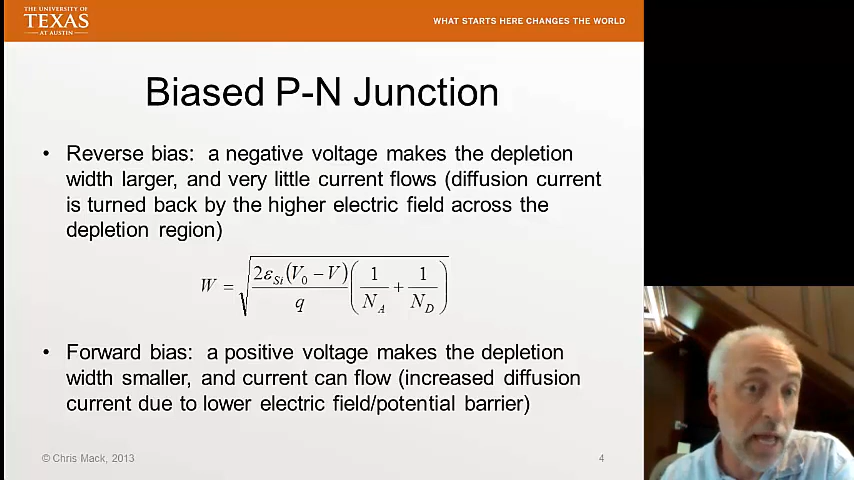 THE UNIVERSITY OF
TEXAS
AT AUSTIN
WHAT STARTS HERE CHANGES THE WORLD
Biased P-N Junction
• Reverse bias: a negative voltage makes the depletion
width larger, and very little current flows (diffusion current
is turned back by the higher electric field across the
depletion region)
W = √(2ε_Si(V₀ − V)/q (1/N_A + 1/N_D))
• Forward bias: a positive voltage makes the depletion
width smaller, and current can flow (increased diffusion
current due to lower electric field/potential barrier)
© Chris Mack, 2013
4